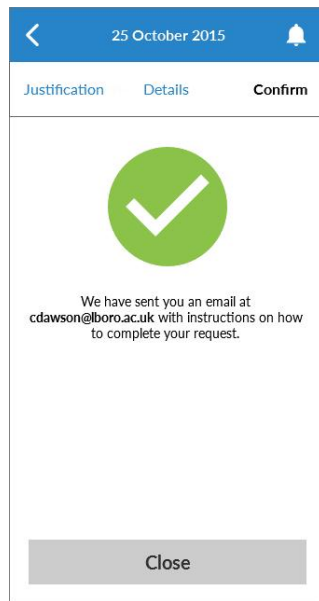 25 October 2015
Justification Details Confirm
We have sent you an email at
cdawson@lboro.ac.uk with instructions on how
to complete your request.
Close